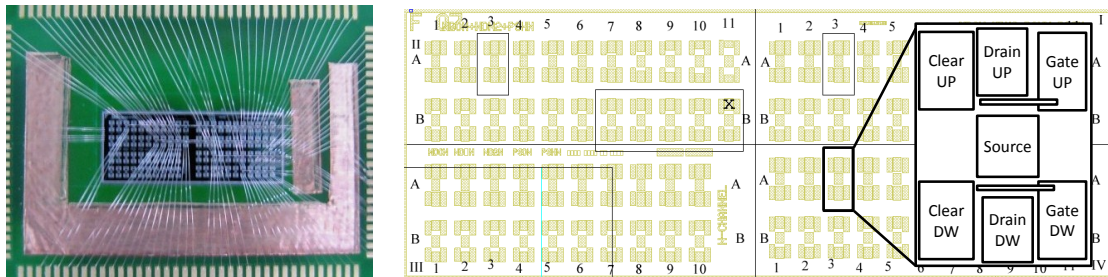 F 02
1 2 3 4 5 6 7 8 9 10 11
II
A A
B B
A A
B B
III 1 2 3 4 5 6 7 8 9 10
N-CHANNEL
1 2 3 4 5
I
A A
B B
A A
B B
1 2 3 4 5 6 7 8 9 10 11 IV
X
Clear UP
Drain UP
Gate UP
Source
Clear DW
Drain DW
Gate DW